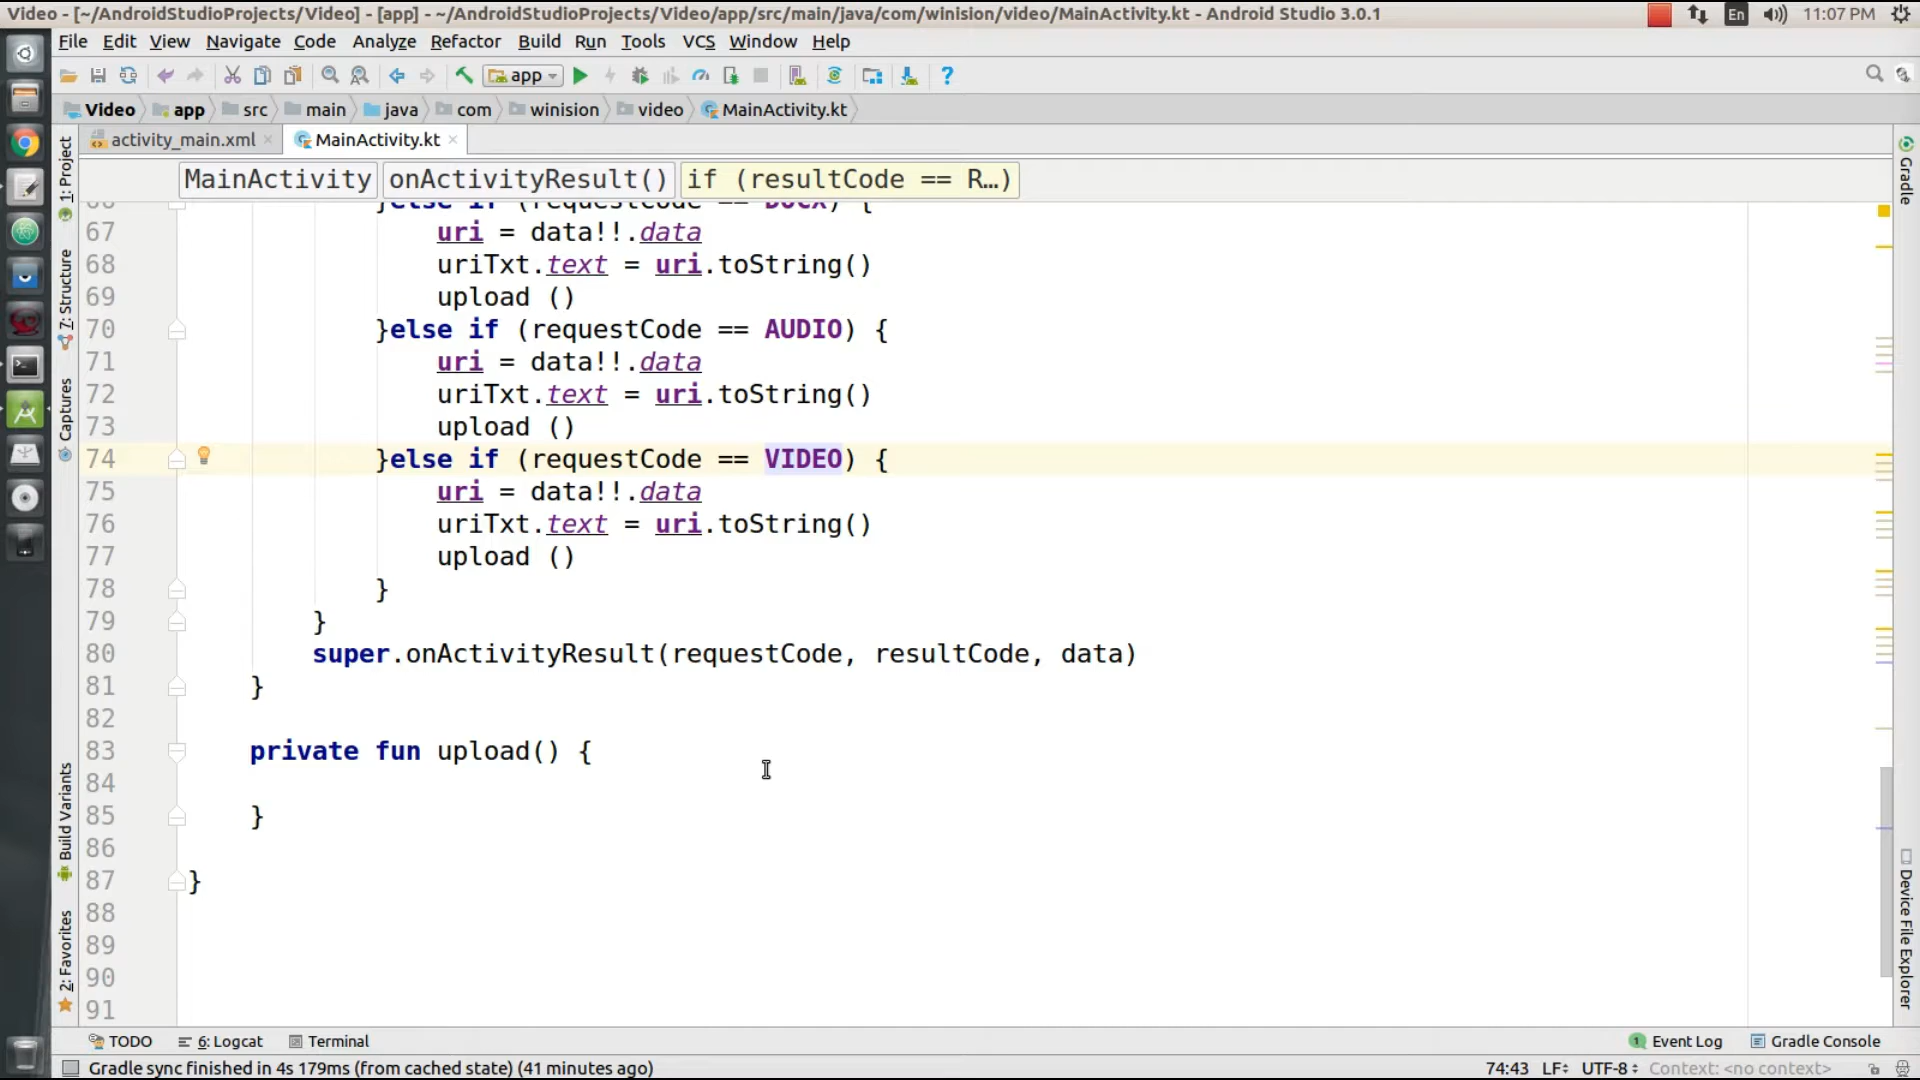 Video - [~/AndroidStudioProjects/Video] - [app] - ~/AndroidStudioProjects/Video/app/src/main/java/com/winision/video/MainActivity.kt - Android Studio 3.0.1
En
11:07 PM
File Edit View Navigate Code Analyze Refactor Build Run Tools VCS Window Help
app
Video app src main java com winision video MainActivity.kt
activity_main.xml MainActivity.kt
MainActivity onActivityResult() if (resultCode == R…)
66 }else if (requestCode == DOCX) {
67 uri = data!!.data
68 uriTxt.text = uri.toString()
69 upload ()
70 }else if (requestCode == AUDIO) {
71 uri = data!!.data
72 uriTxt.text = uri.toString()
73 upload ()
74 }else if (requestCode == VIDEO) {
75 uri = data!!.data
76 uriTxt.text = uri.toString()
77 upload ()
78 }
79 }
80 super.onActivityResult(requestCode, resultCode, data)
81 }
82
83 private fun upload() {
84
85 }
86
87 }
88
89
90
91
1: Project
7: Structure
Captures
Build Variants
2: Favorites
Gradle
Device File Explorer
TODO 6: Logcat Terminal
1 Event Log Gradle Console
Gradle sync finished in 4s 179ms (from cached state) (41 minutes ago)
74:43 LF÷ UTF-8÷ Context: <no context>